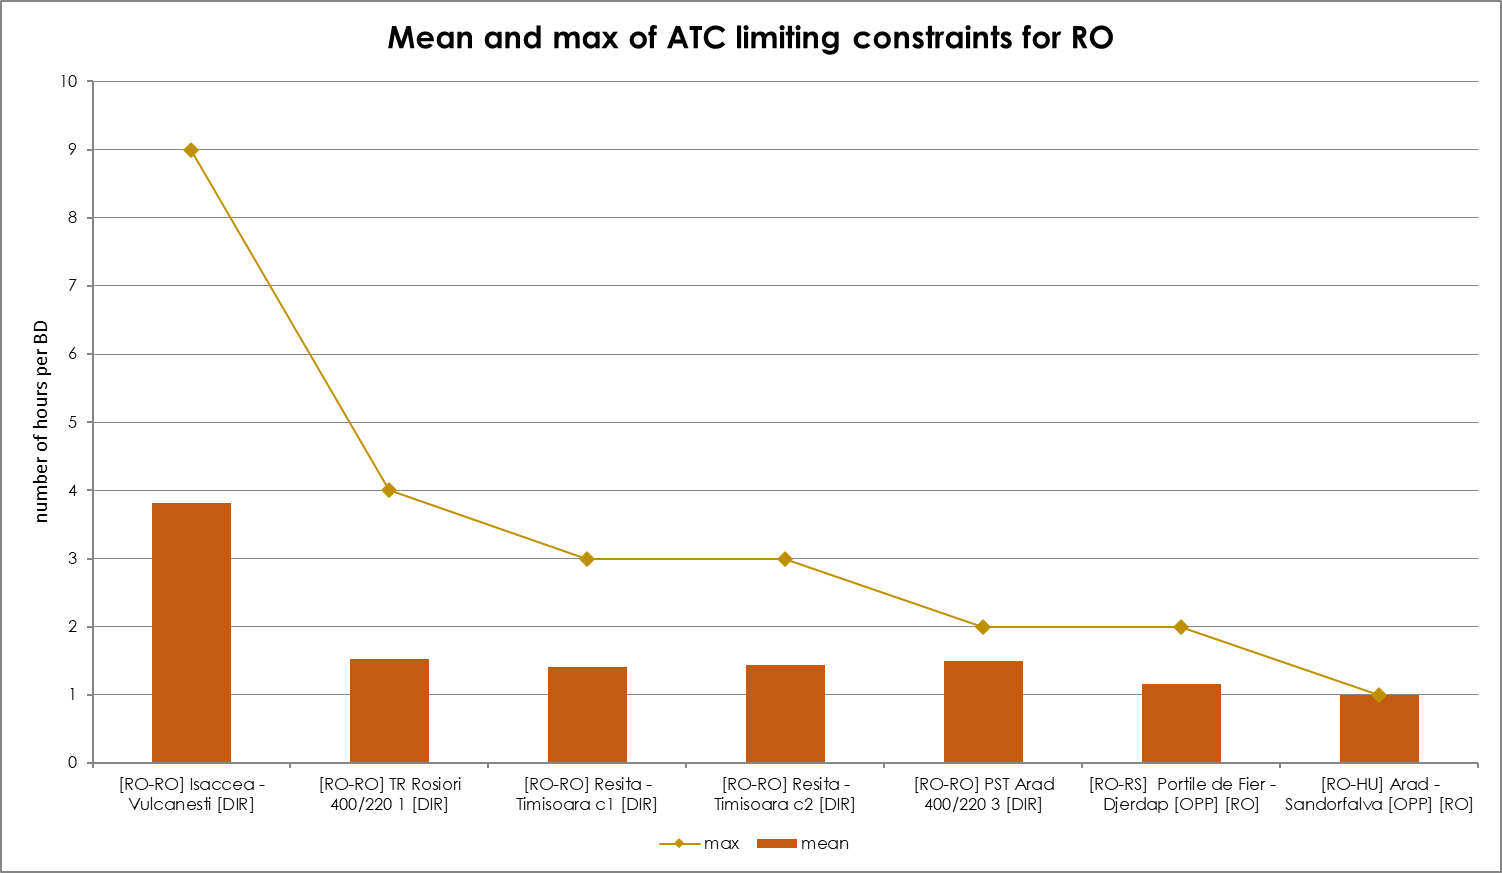 Mean and max of ATC limiting constraints for RO
number of hours per BD
10
9
8
7
6
5
4
3
2
1
0
[RO-RO] Isaccea -
Vulcanesti [DIR]
[RO-RO] TR Rosiori
400/220 1 [DIR]
[RO-RO] Resita -
Timisoara c1 [DIR]
[RO-RO] Resita -
Timisoara c2 [DIR]
[RO-RO] PST Arad
400/220 3 [DIR]
[RO-RS]  Portile de Fier -
Djerdap [OPP] [RO]
[RO-HU] Arad -
Sandorfalva [OPP] [RO]
max
mean